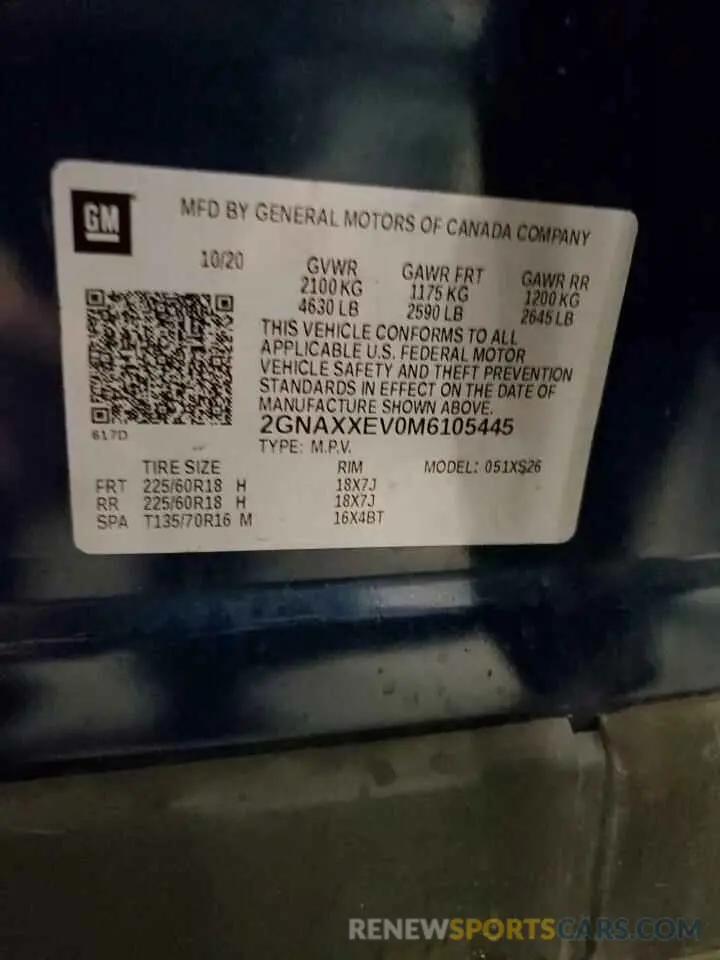 GM
MFD BY GENERAL MOTORS OF CANADA COMPANY
10/20 GVWR GAWR FRT GAWR RR
2100 KG 1175 KG 1200 KG
4630 LB 2590 LB 2645 LB
THIS VEHICLE CONFORMS TO ALL
APPLICABLE U.S. FEDERAL MOTOR
VEHICLE SAFETY AND THEFT PREVENTION
STANDARDS IN EFFECT ON THE DATE OF
MANUFACTURE SHOWN ABOVE.
617D 2GNAXXEV0M6105445
TYPE: M.P.V.
TIRE SIZE RIM MODEL: 051XS26
FRT 225/60R18 H 18X7J
RR 225/60R18 H 18X7J
SPA T135/70R16 M 16X4BT
RENEWSPORTSCARS.COM